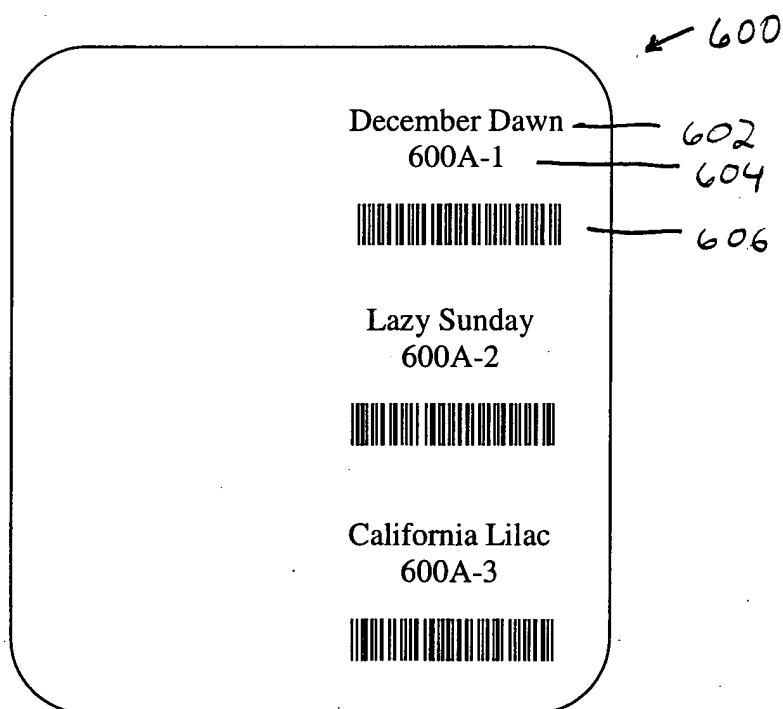 600
December Dawn 602
600A-1 604
606
Lazy Sunday
600A-2
California Lilac
600A-3